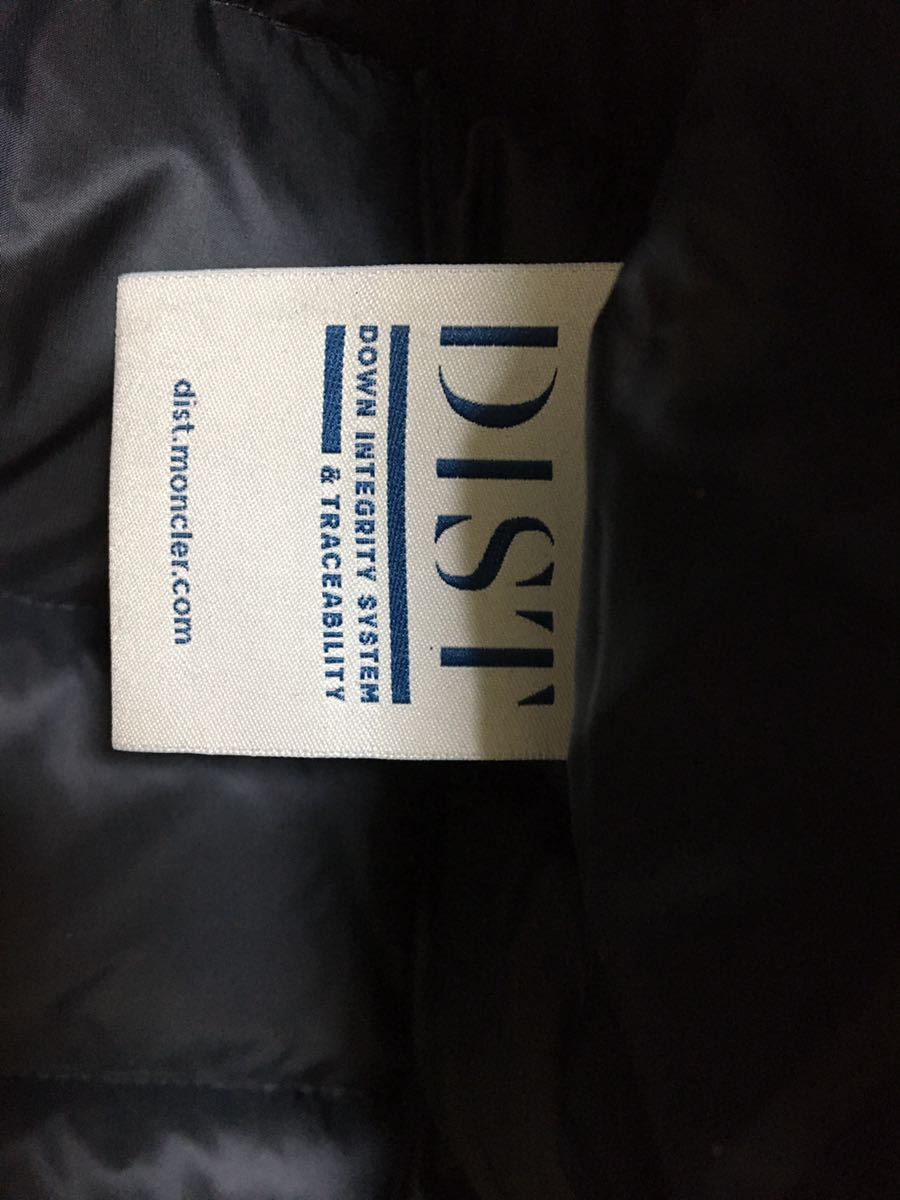 DIST
DOWN INTEGRITY SYSTEM
& TRACEABILITY
dist.moncler.com